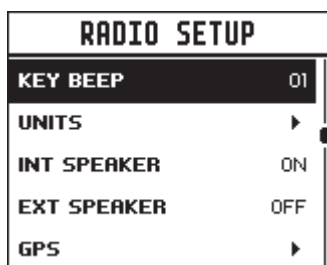 RADIO SETUP
KEY BEEP 01
UNITS
INT SPEAKER ON
EXT SPEAKER OFF
GPS